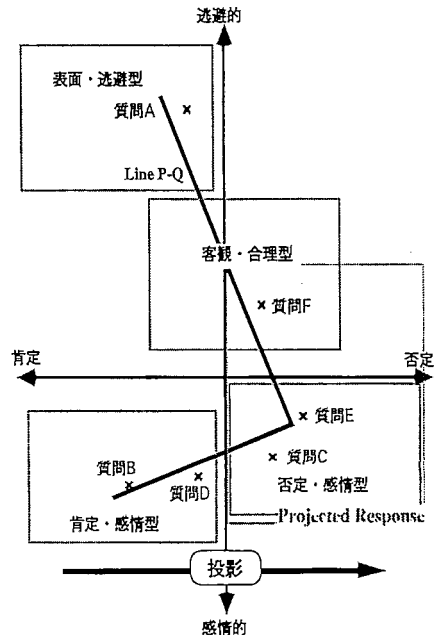 逃避的
表面・逃避型
質問A
Line P-Q
客観・合理型
質問F
肯定
否定
質問E
質問B
質問C
質問D
否定・感情型
肯定・感情型
Projected Response
投影
感情的